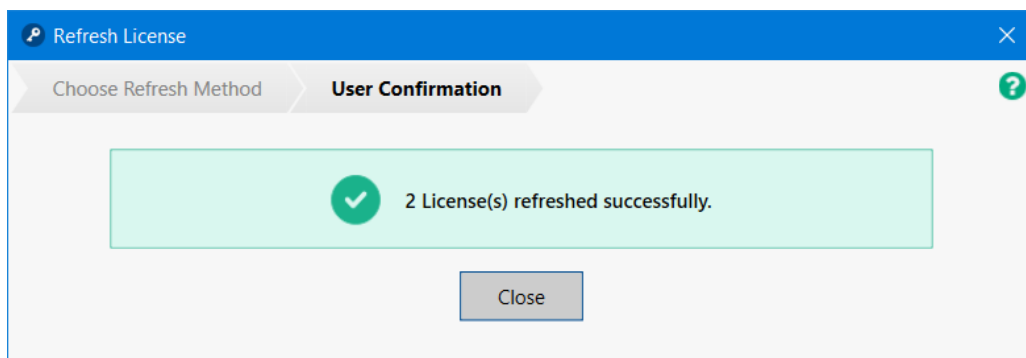 Refresh License
Choose Refresh Method
User Confirmation
?
2 License(s) refreshed successfully.
Close